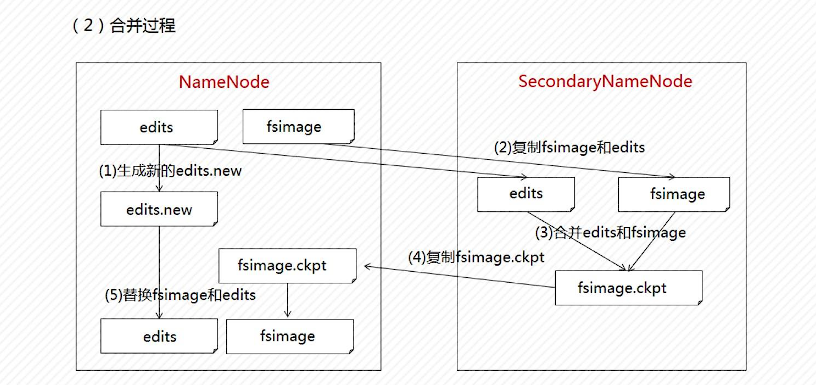 （2）合并过程
NameNode
SecondaryNameNode
edits
fsimage
(2)复制fsimage和edits
(1)生成新的edits.new
edits
fsimage
edits.new
(3)合并edits和fsimage
(4)复制fsimage.ckpt
fsimage.ckpt
fsimage.ckpt
(5)替换fsimage和edits
edits
fsimage